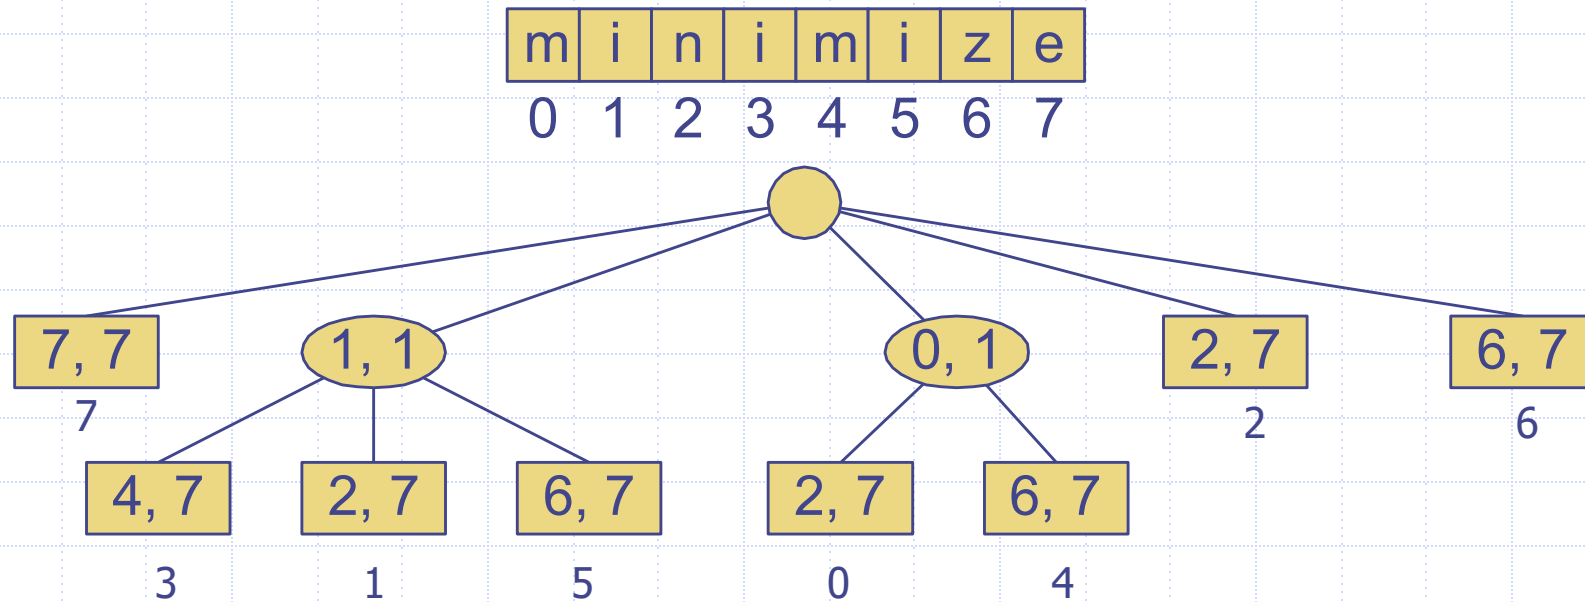 m i n i m i z e
0 1 2 3 4 5 6 7
7, 7 1, 1 0, 1 2, 7 6, 7
7 2 6
4, 7 2, 7 6, 7 2, 7 6, 7
3 1 5 0 4